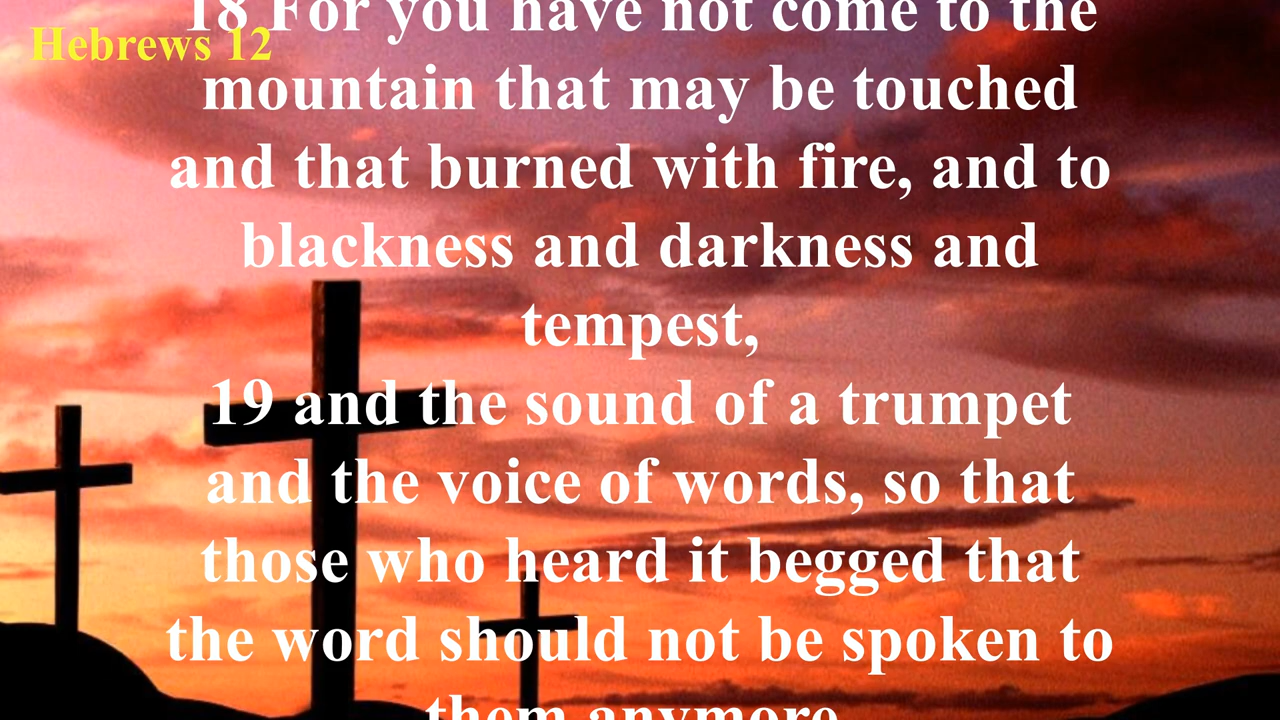 Hebrews 12
18 For you have not come to the
mountain that may be touched
and that burned with fire, and to
blackness and darkness and
tempest,
19 and the sound of a trumpet
and the voice of words, so that
those who heard it begged that
the word should not be spoken to
them anymore